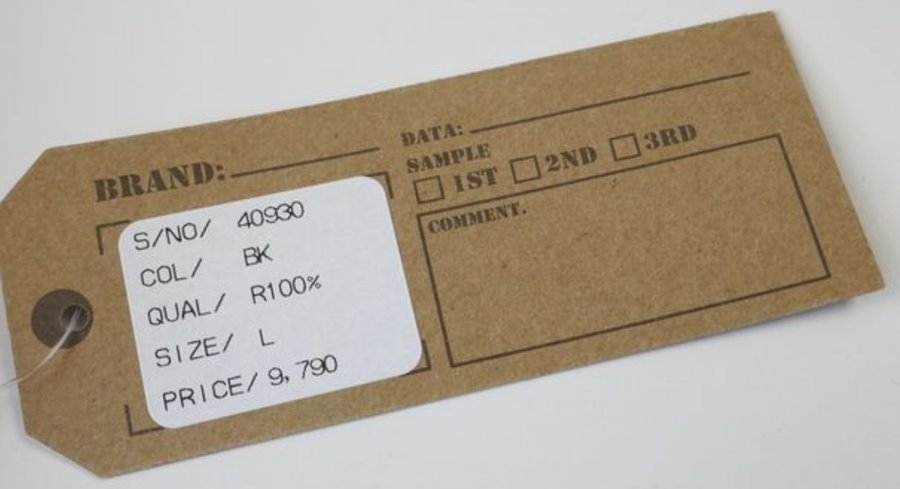 BRAND:
S/NO/ 40930
COL/ BK
QUAL/ R100%
SIZE/ L
PRICE/ 9,790
DATA:
SAMPLE
1ST 2ND 3RD
COMMENT.